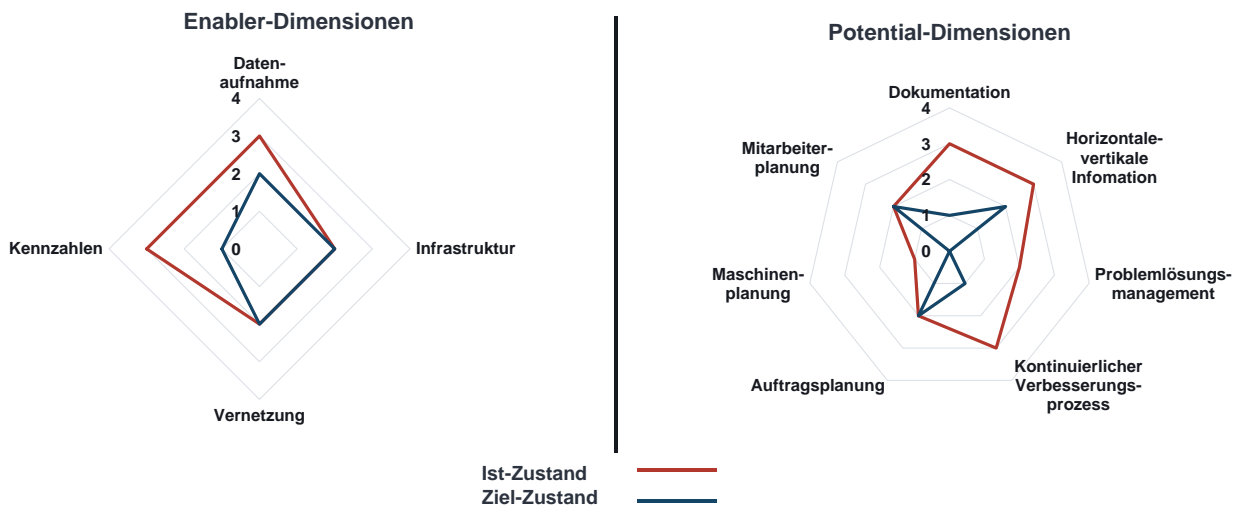 Enabler-Dimensionen
Daten-
aufnahme
4
3
2
1
0
Kennzahlen
Infrastruktur
Vernetzung
Potential-Dimensionen
Dokumentation
4
3
2
1
0
Mitarbeiter-
planung
Horizontale-
vertikale
Infomation
Maschinen-
planung
Problemlösungs-
management
Auftragsplanung
Kontinuierlicher
Verbesserungs-
prozess
Ist-Zustand
Ziel-Zustand